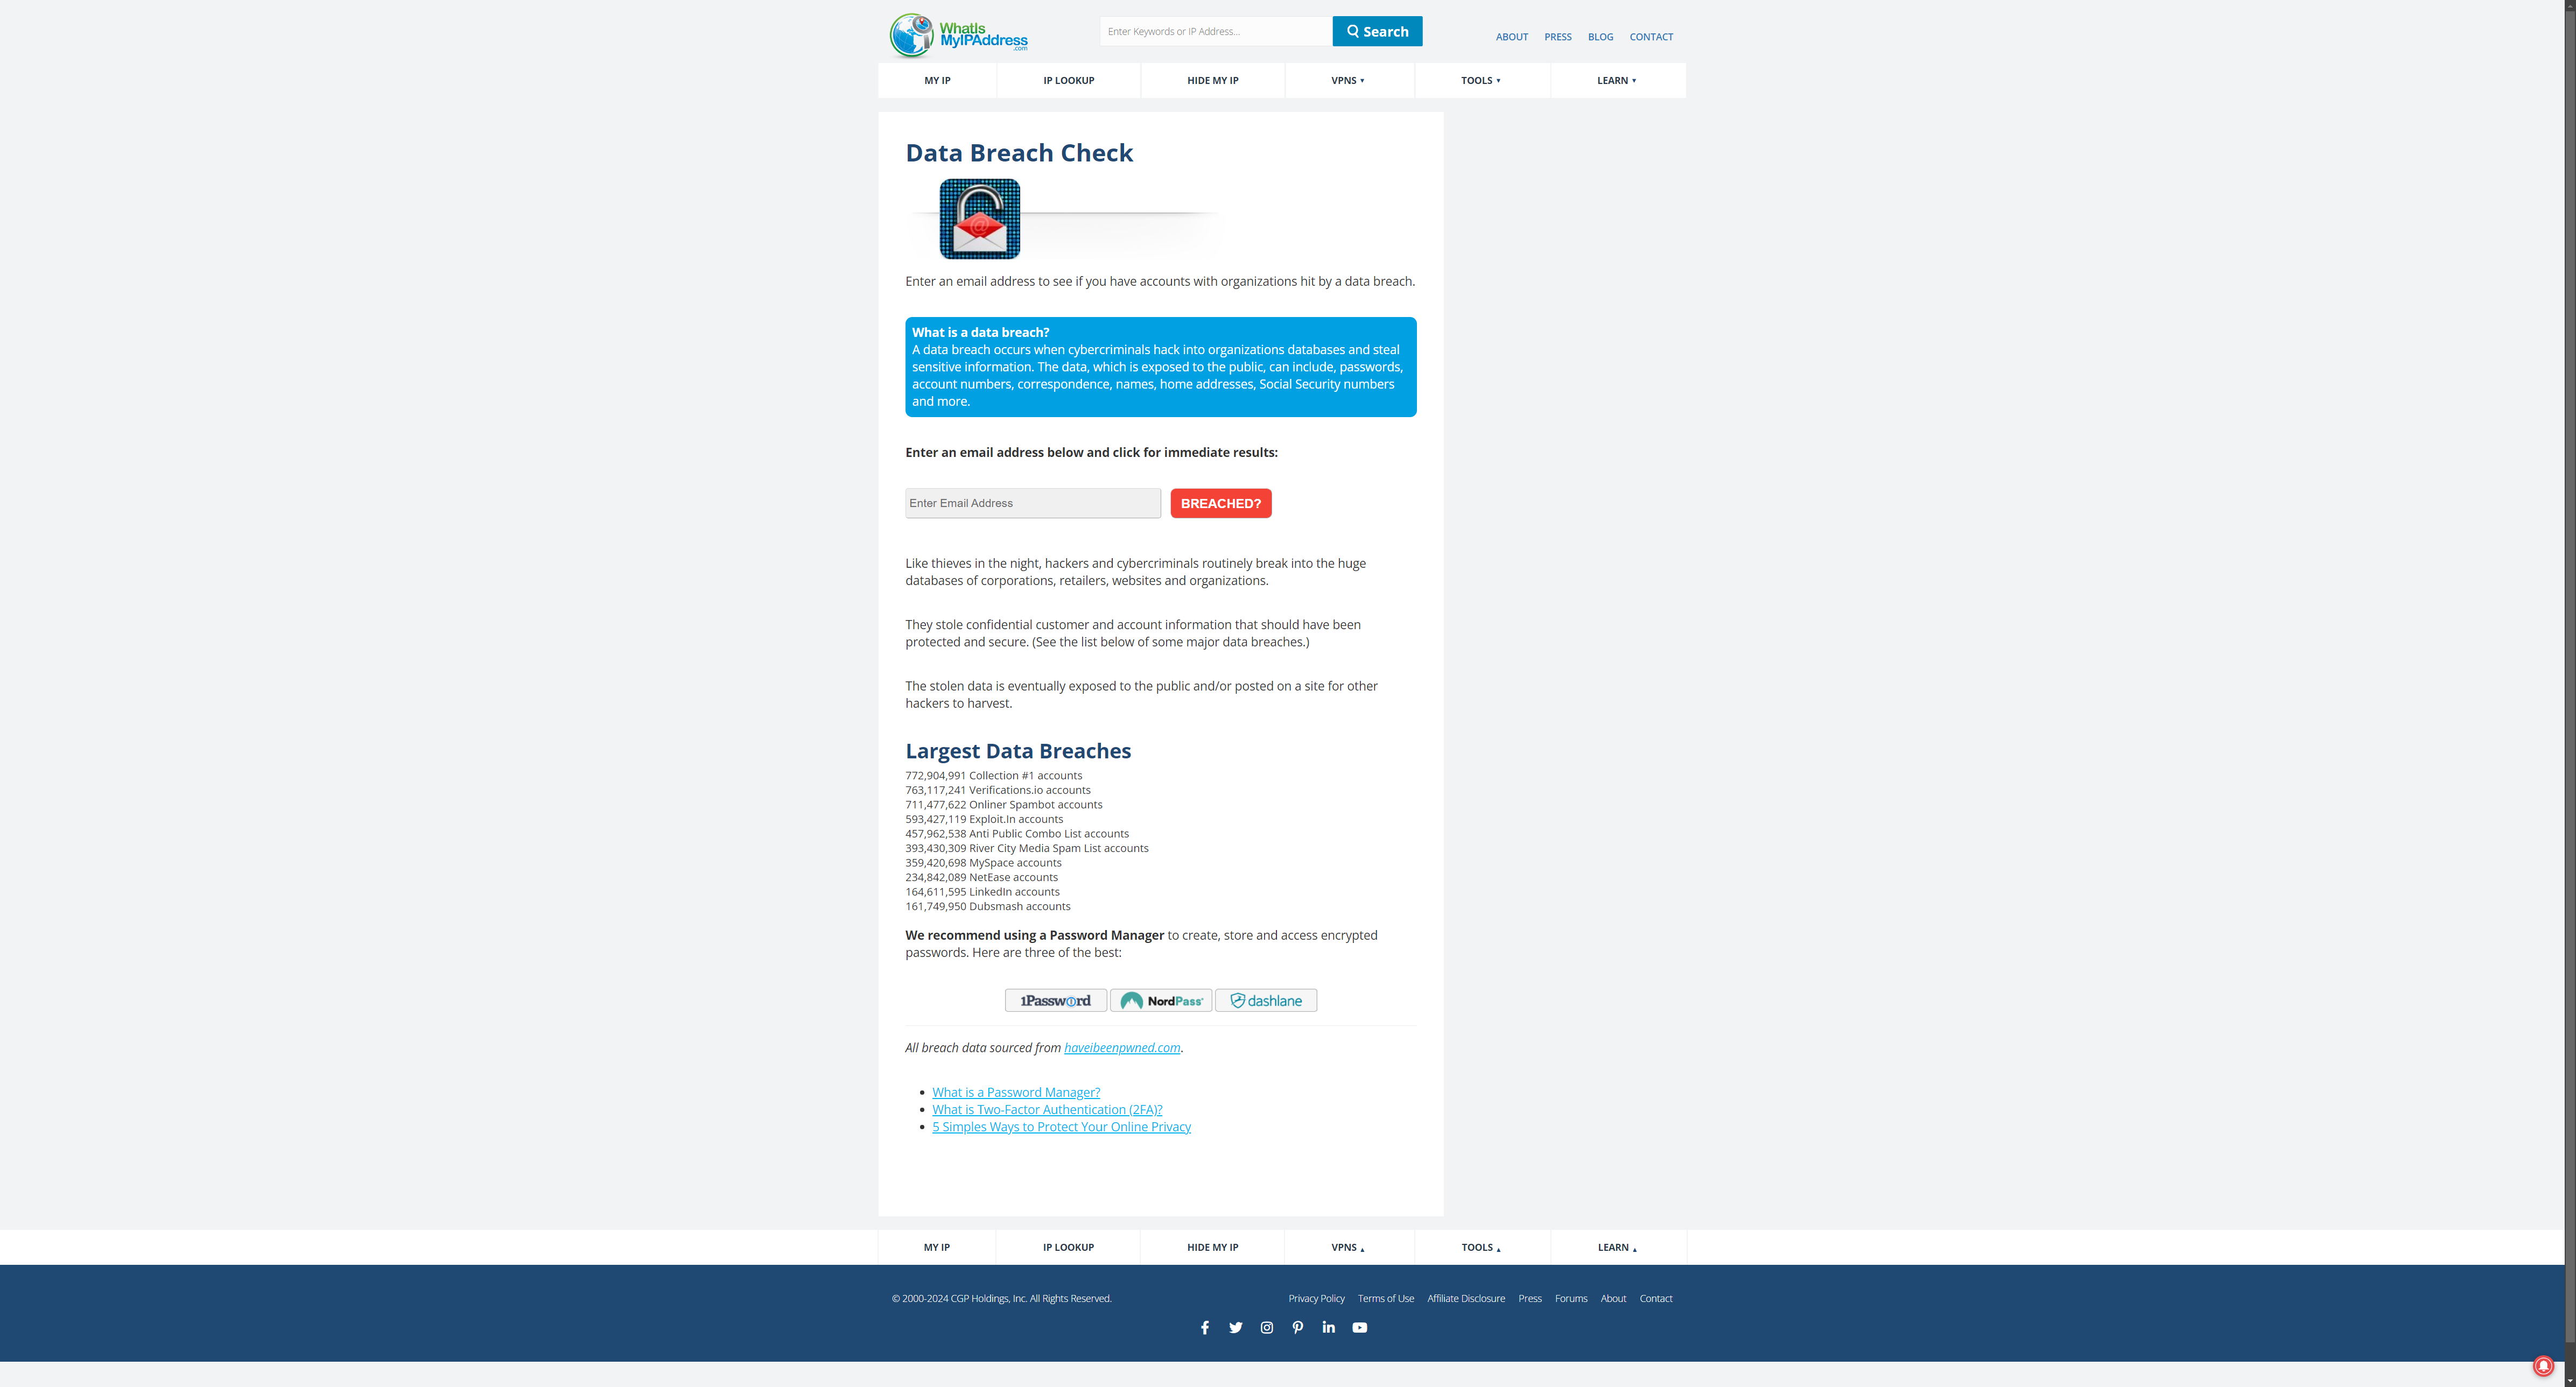 WhatIs
MyIPAddress
.com
Enter Keywords or IP Address...
Search
ABOUT
PRESS
BLOG
CONTACT
MY IP
IP LOOKUP
HIDE MY IP
VPNS
TOOLS
LEARN
Data Breach Check
@
Enter an email address to see if you have accounts with organizations hit by a data breach.
What is a data breach?
A data breach occurs when cybercriminals hack into organizations databases and steal
sensitive information. The data, which is exposed to the public, can include, passwords,
account numbers, correspondence, names, home addresses, Social Security numbers
and more.
Enter an email address below and click for immediate results:
Enter Email Address
BREACHED?
Like thieves in the night, hackers and cybercriminals routinely break into the huge
databases of corporations, retailers, websites and organizations.
They stole confidential customer and account information that should have been
protected and secure. (See the list below of some major data breaches.)
The stolen data is eventually exposed to the public and/or posted on a site for other
hackers to harvest.
Largest Data Breaches
772,904,991 Collection #1 accounts
763,117,241 Verifications.io accounts
711,477,622 Onliner Spambot accounts
593,427,119 Exploit.In accounts
457,962,538 Anti Public Combo List accounts
393,430,309 River City Media Spam List accounts
359,420,698 MySpace accounts
234,842,089 NetEase accounts
164,611,595 LinkedIn accounts
161,749,950 Dubsmash accounts
We recommend using a Password Manager to create, store and access encrypted
passwords. Here are three of the best:
1Password
NordPass
dashlane
All breach data sourced from haveibeenpwned.com.
What is a Password Manager?
What is Two-Factor Authentication (2FA)?
5 Simples Ways to Protect Your Online Privacy
MY IP
IP LOOKUP
HIDE MY IP
VPNS
TOOLS
LEARN
© 2000-2024 CGP Holdings, Inc. All Rights Reserved.
Privacy Policy
Terms of Use
Affiliate Disclosure
Press
Forums
About
Contact